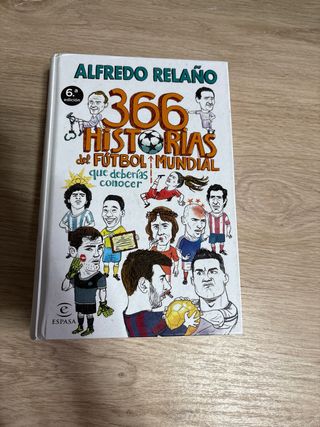 ALFREDO RELAÑO
6.ª
edición
366
HISTORIAS
del FÚTBOL MUNDIAL
que deberías
conocer
ESPASA